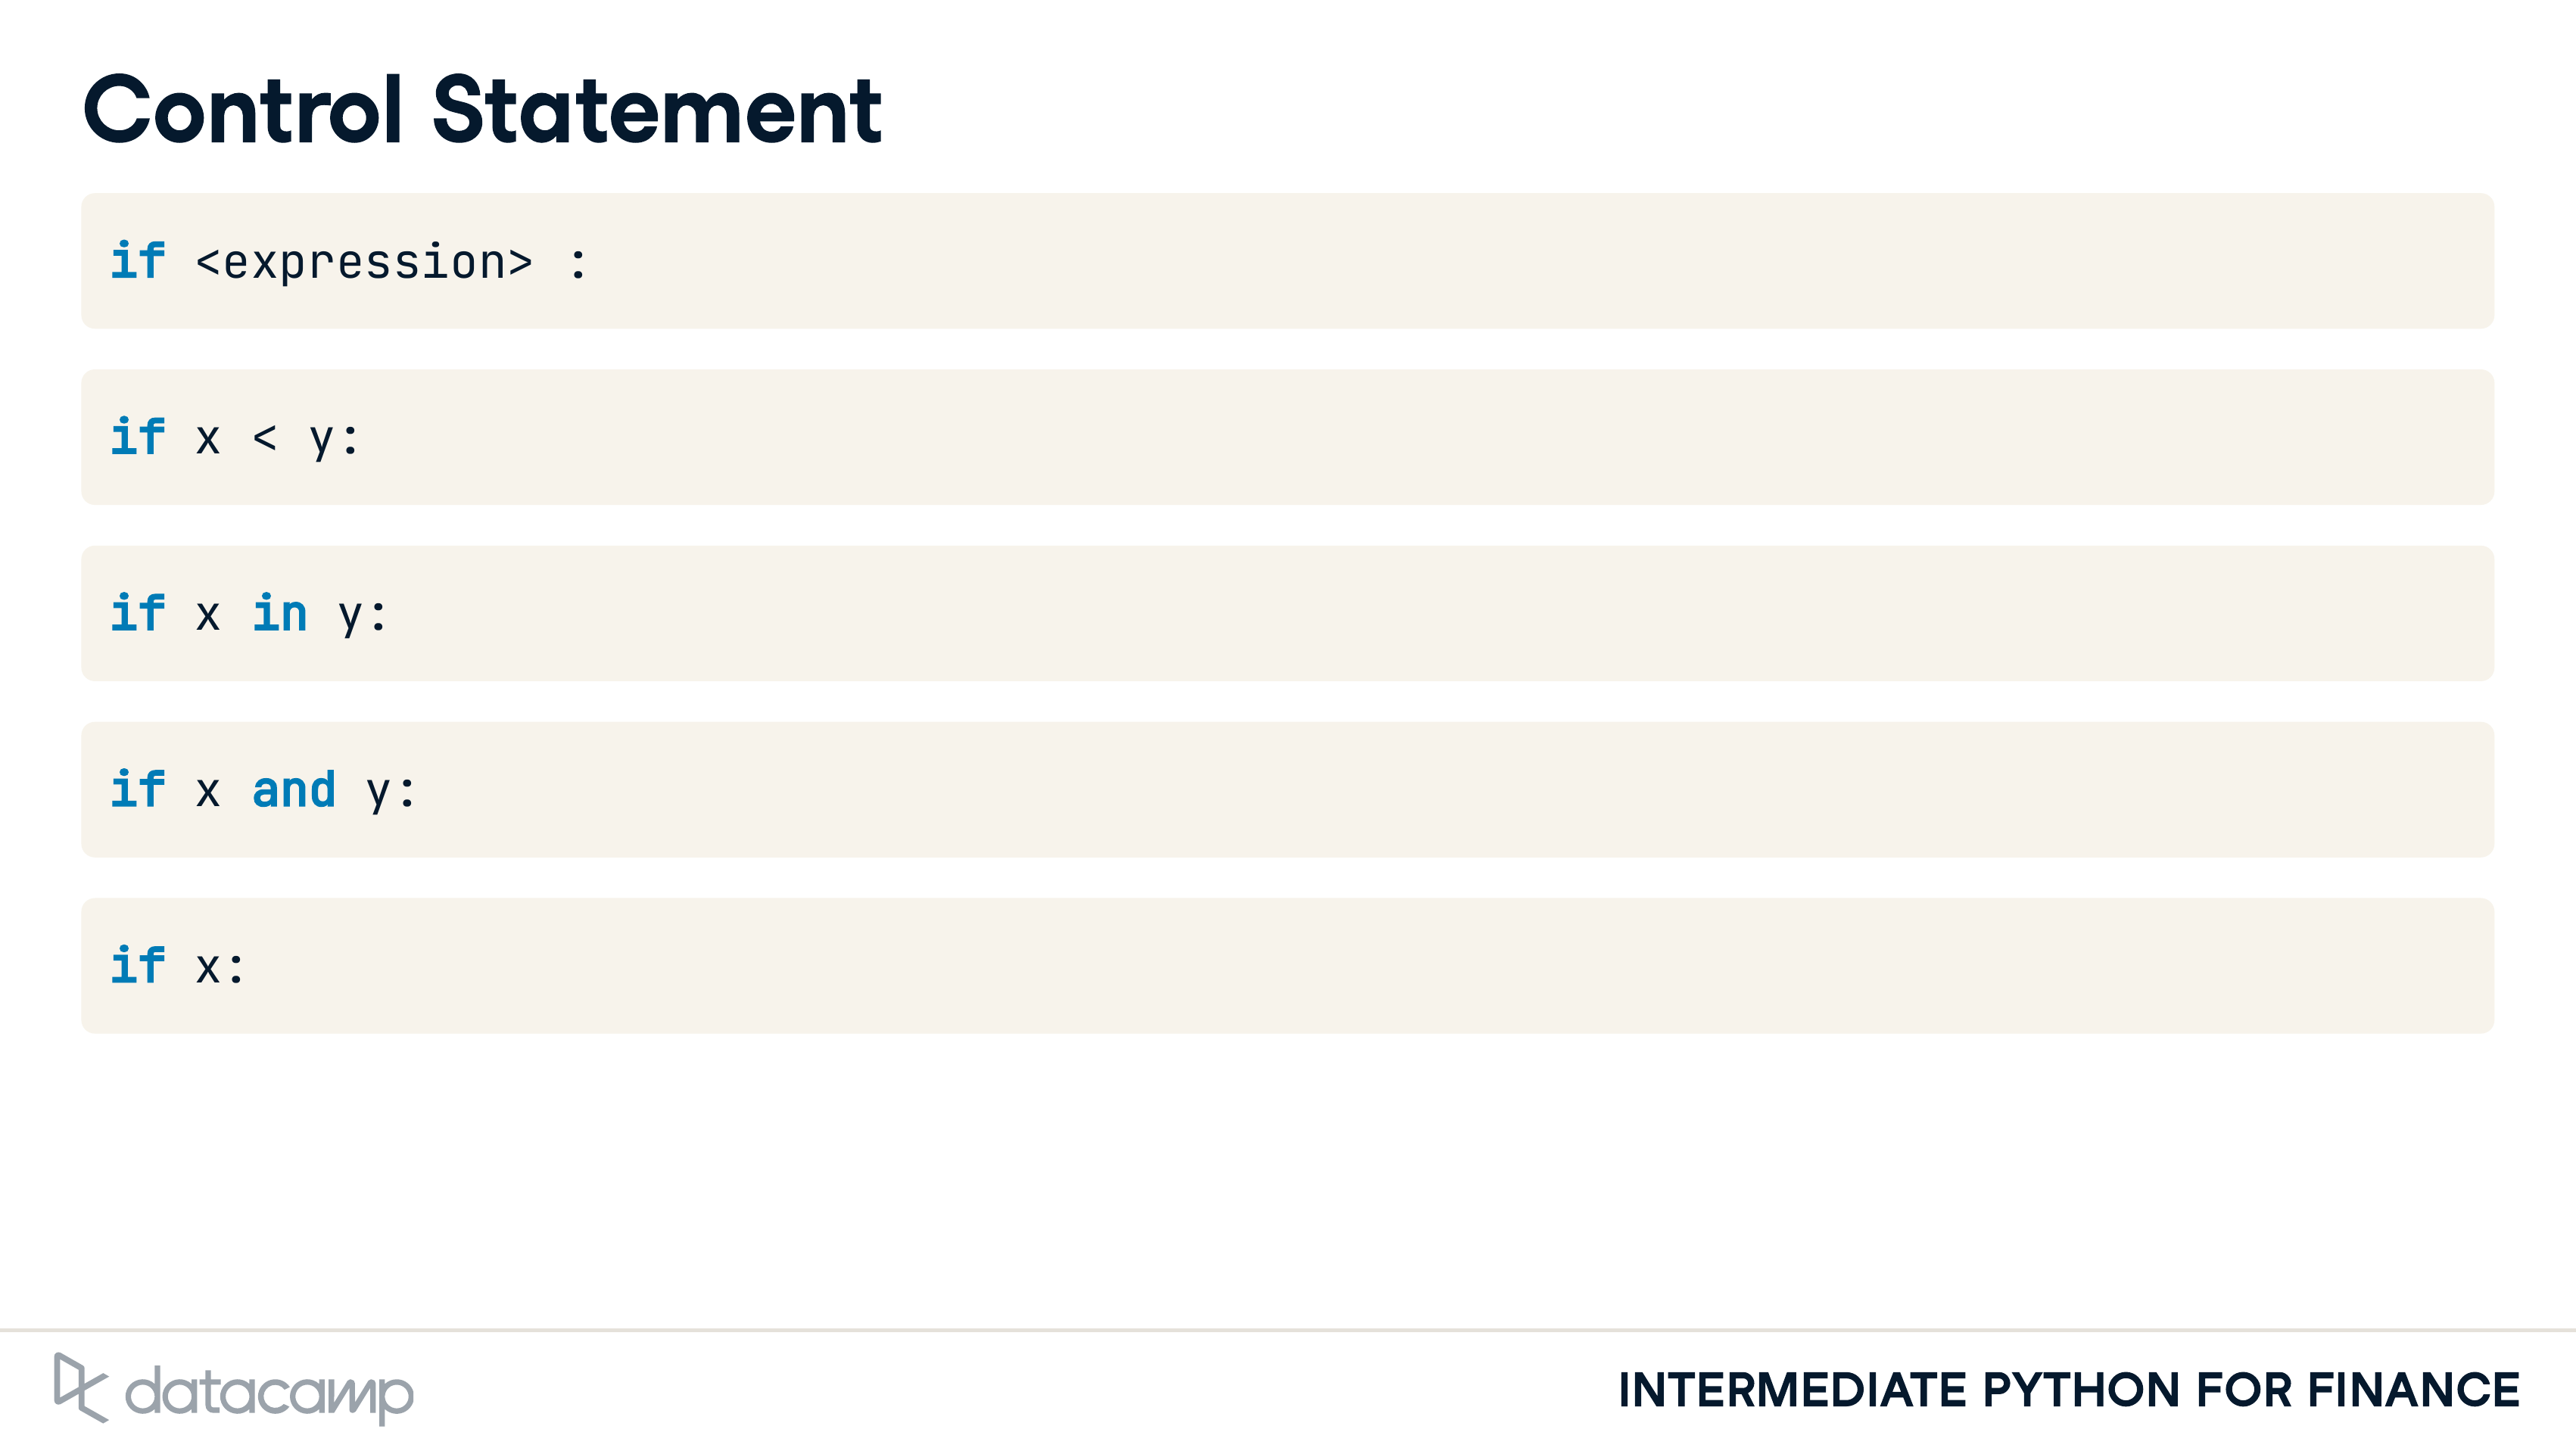 Control Statement
if <expression> :
if x < y:
if x in y:
if x and y:
if x:
datacamp
INTERMEDIATE PYTHON FOR FINANCE